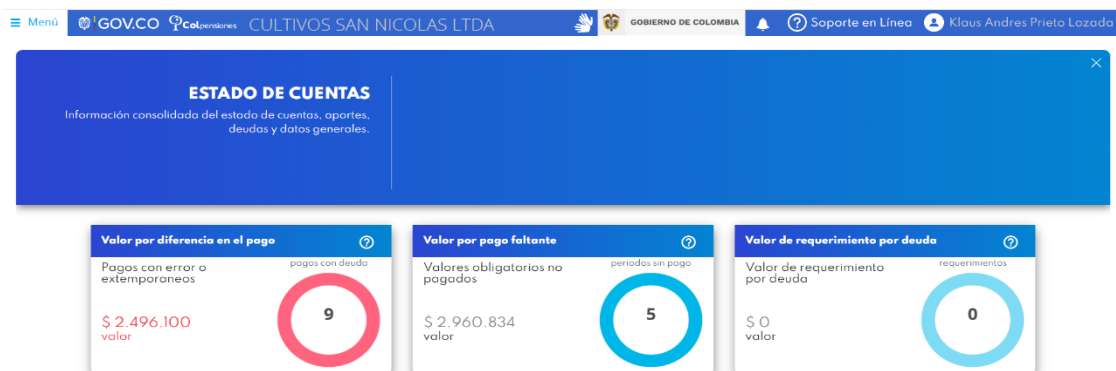 Menú GOV.CO Colpensiones CULTIVOS SAN NICOLAS LTDA GOBIERNO DE COLOMBIA Soporte en Línea Klaus Andres Prieto Lozada
ESTADO DE CUENTAS
Información consolidada del estado de cuentas, aportes,
deudas y datos generales.
Valor por diferencia en el pago
pagos con deuda
Pagos con error o
extemporaneos
9
$ 2.496.100
valor
Valor por pago faltante
periodos sin pago
Valores obligatorios no
pagados
5
$ 2.960.834
valor
Valor de requerimiento por deuda
requerimientos
Valor de requerimiento
por deuda
0
$ 0
valor